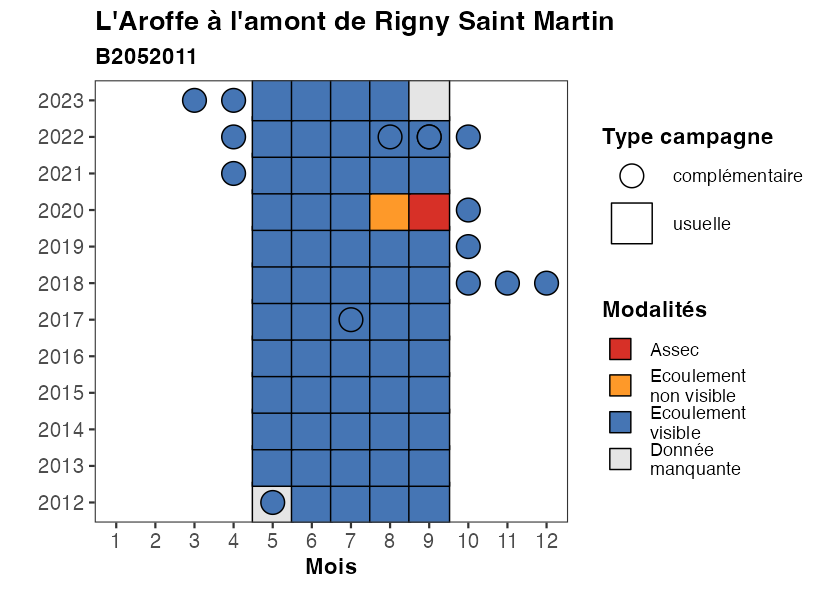 L'Aroffe à l'amont de Rigny Saint Martin
B2052011
2023
2022
2021
2020
2019
2018
2017
2016
2015
2014
2013
2012
1 2 3 4 5 6 7 8 9 10 11 12
Mois
Type campagne
complémentaire
usuelle
Modalités
Assec
Ecoulement
non visible
Ecoulement
visible
Donnée
manquante